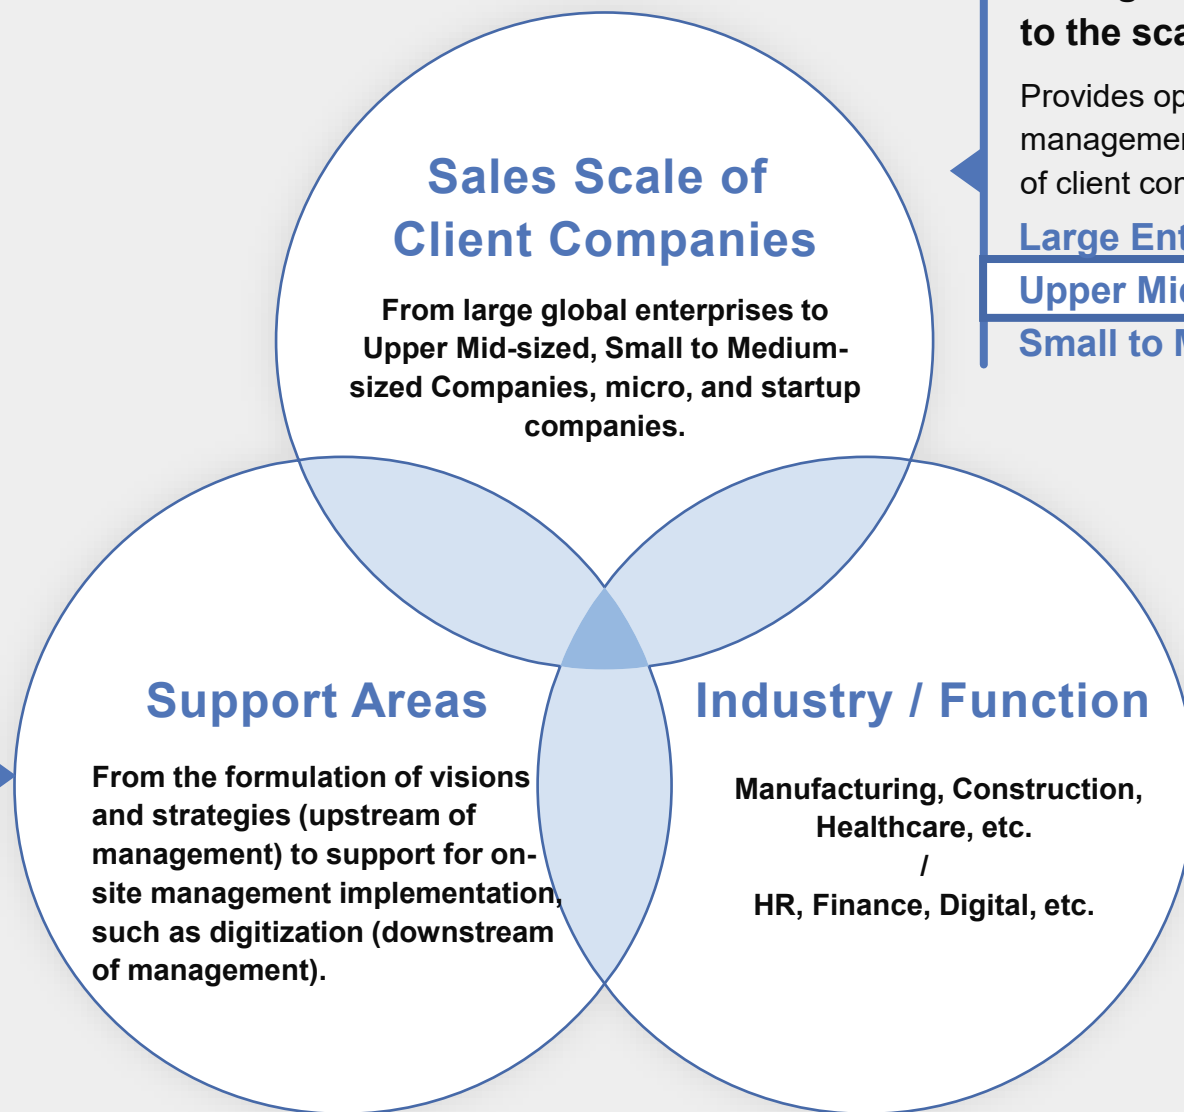 to the sca
Provides op
managemen
of client con
Large Ent
Upper Mid
Small to M
Sales Scale of
Client Companies
From large global enterprises to
Upper Mid-sized, Small to Medium-
sized Companies, micro, and startup
companies.
Support Areas
From the formulation of visions
and strategies (upstream of
management) to support for on-
site management implementation,
such as digitization (downstream
of management).
Industry / Function
Manufacturing, Construction,
Healthcare, etc.
/
HR, Finance, Digital, etc.